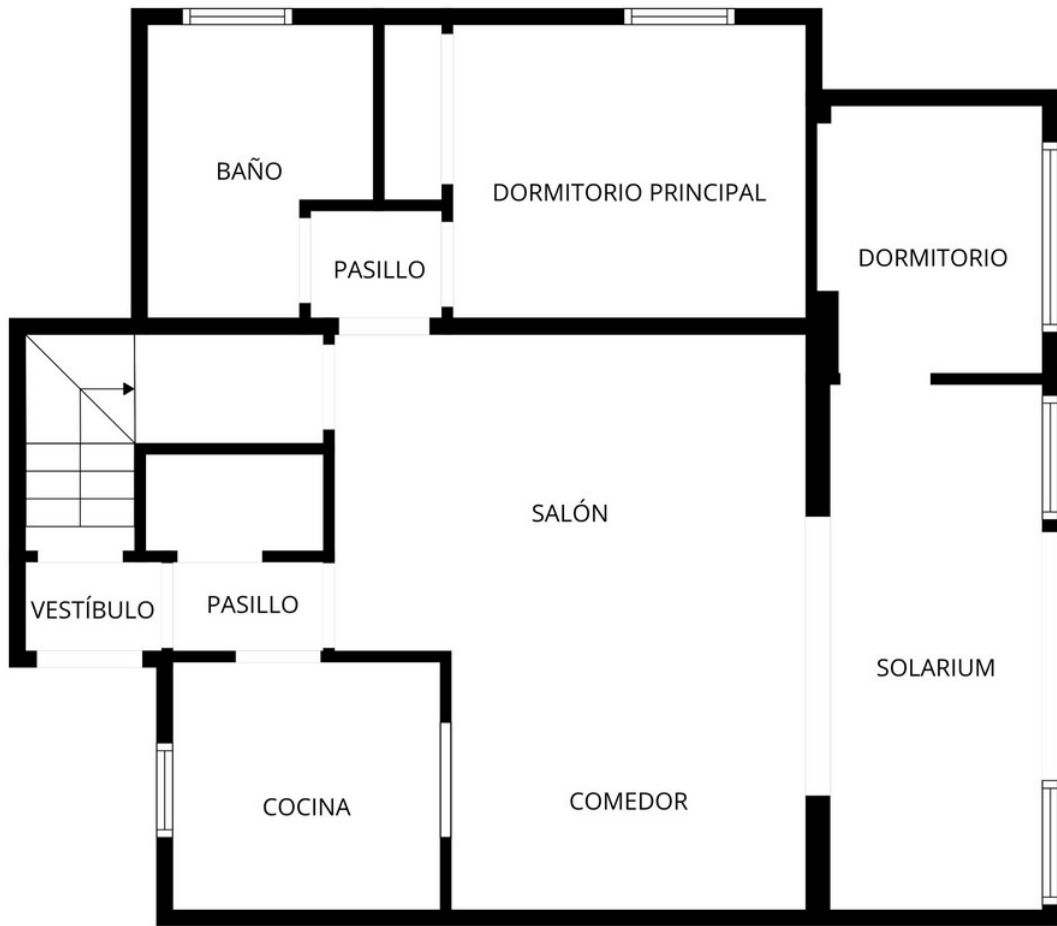 BAÑO
DORMITORIO PRINCIPAL
DORMITORIO
PASILLO
SALÓN
VESTÍBULO
PASILLO
SOLARIUM
COCINA
COMEDOR